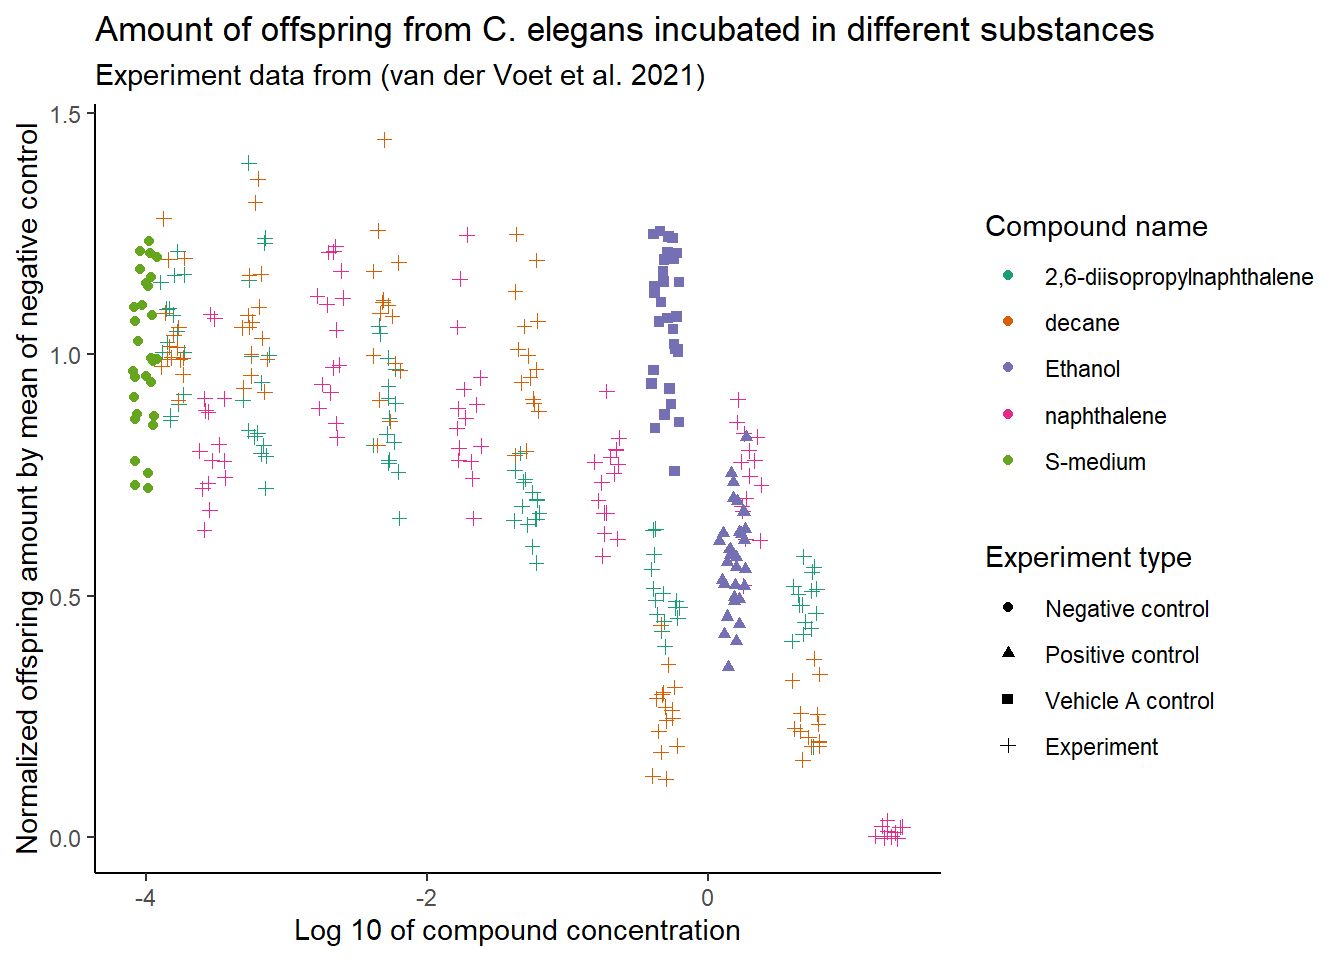 Amount of offspring from C. elegans incubated in different substances
Experiment data from (van der Voet et al. 2021)
Normalized offspring amount by mean of negative control
1.5
1.0
0.5
0.0
-4
-2
0
Log 10 of compound concentration
Compound name
2,6-diisopropylnaphthalene
decane
Ethanol
naphthalene
S-medium
Experiment type
Negative control
Positive control
Vehicle A control
Experiment